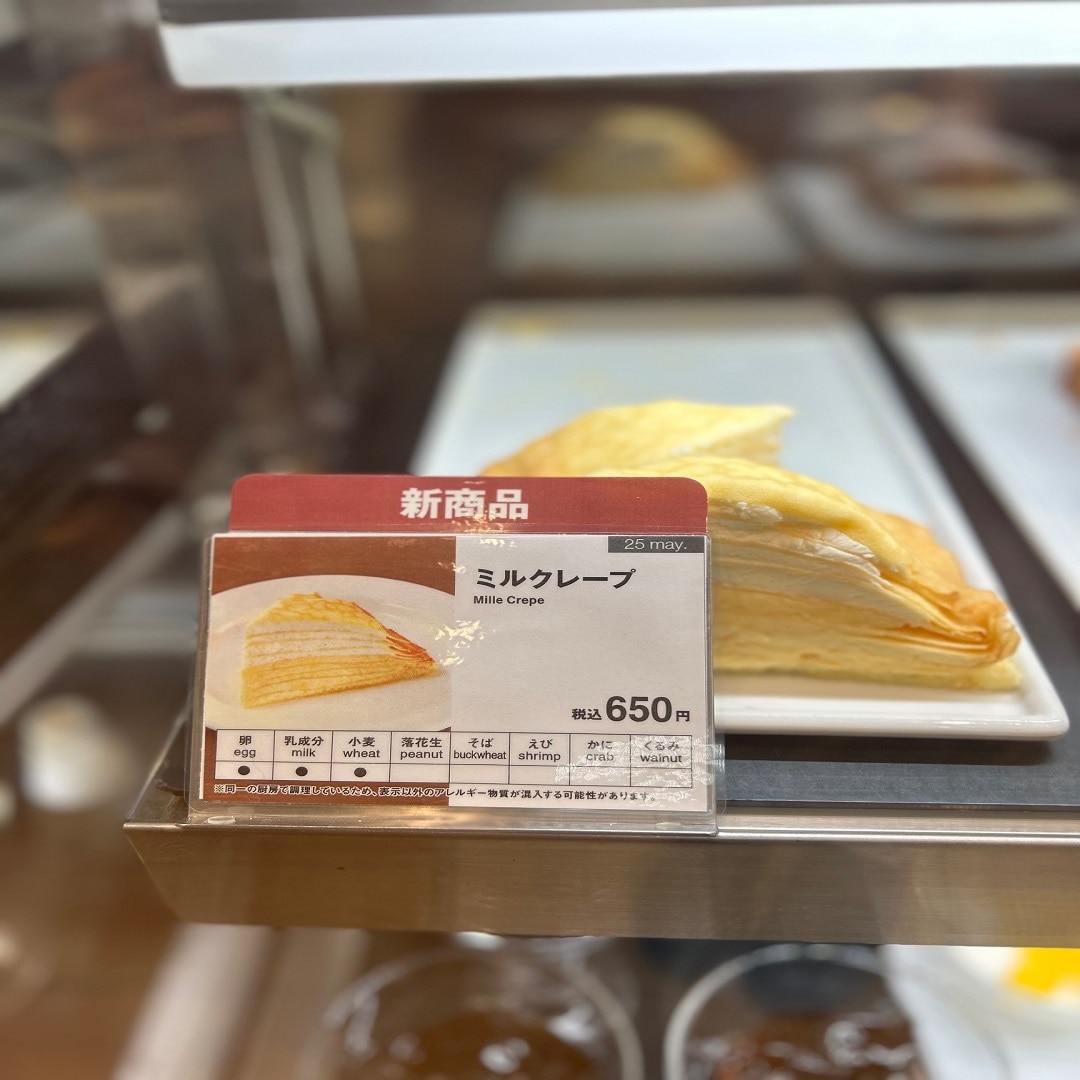 新商品
25 may.
ミルクレープ
Mille Crepe
税込650円
卵 乳成分 小麦 落花生 そば えび かに くるみ
egg milk wheat peanut buckwheat shrimp crab walnut
● ● ●
※同一の厨房で調理しているため、表示以外のアレルギー物質が混入する可能性があります。